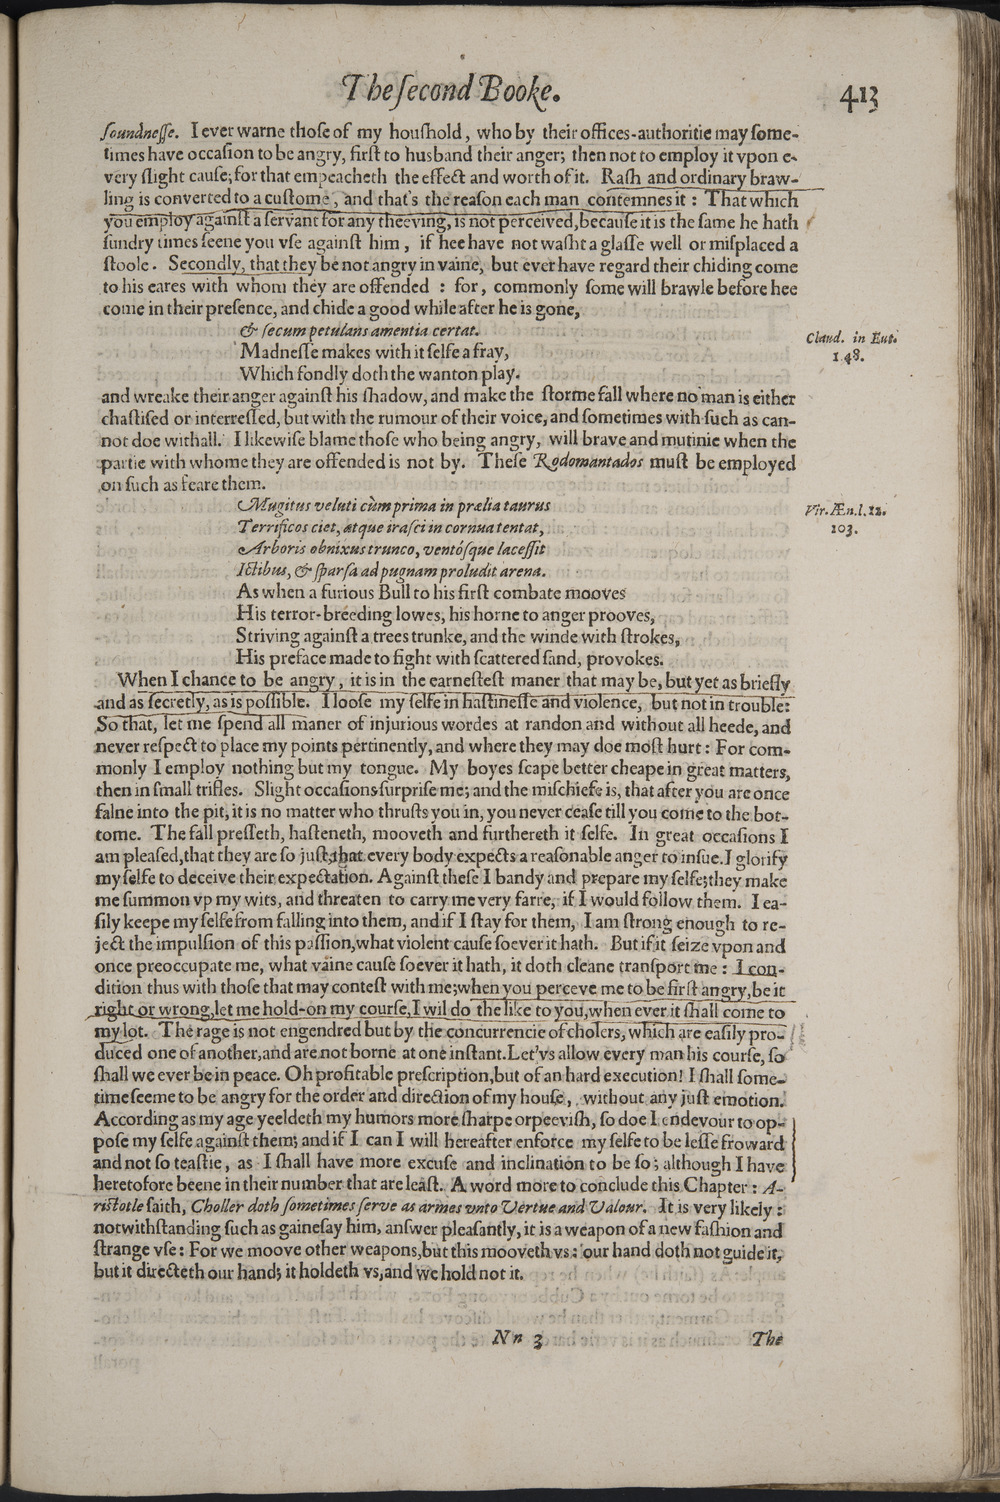 The ſecond Booke.
413
ſoundneſſe. I ever warne thoſe of my houſhold, who by their offices-authoritie may ſome-
times have occaſion to be angry, firſt to husband their anger; then not to employ it vpon e-
very ſlight cauſe; for that empeacheth the effect and worth of it. Raſh and ordinary braw-
ling is converted to a cuſtome, and that's the reaſon each man contemnes it : That which
you employ againſt a ſervant for any theeving, is not perceived, becauſe it is the ſame he hath
ſundry times ſeene you vſe againſt him, if hee have not waſht a glaſſe well or miſplaced a
ſtoole. Secondly, that they be not angry in vaine, but ever have regard their chiding come
to his eares with whom they are offended : for, commonly ſome will brawle before hee
come in their preſence, and chide a good while after he is gone,
& ſecum petulans amentia certat.
Claud. in Eut.
1.48.
Madneſſe makes with it ſelfe a fray,
Which fondly doth the wanton play.
and wreake their anger againſt his ſhadow, and make the ſtorme fall where no man is either
chaſtiſed or interreſſed, but with the rumour of their voice, and ſometimes with ſuch as can-
not doe withall. I likewiſe blame thoſe who being angry, will brave and mutinie when the
partie with whome they are offended is not by. Theſe Rodomantados muſt be employed
on ſuch as feare them.
Mugitus veluti cùm prima in prælia taurus
Vir. Æn. l. 12.
103.
Terrificos ciet, atque iraſci in cornua tentat,
Arboris obnixus trunco, ventóſque laceſſit
Ictibus, & ſparſa ad pugnam proludit arena.
As when a furious Bull to his firſt combate mooves
His terror-breeding lowes, his horne to anger prooves,
Striving againſt a trees trunke, and the winde with ſtrokes,
His preface made to fight with ſcattered ſand, provokes.
When I chance to be angry, it is in the earneſteſt maner that may be, but yet as briefly
and as ſecretly, as is poſſible. I looſe my ſelfe in haſtineſſe and violence, but not in trouble:
So that, let me ſpend all maner of injurious wordes at randon and without all heede, and
never reſpect to place my points pertinently, and where they may doe moſt hurt : For com-
monly I employ nothing but my tongue. My boyes ſcape better cheape in great matters,
then in ſmall trifles. Slight occaſions ſurpriſe me; and the miſchiefe is, that after you are once
falne into the pit, it is no matter who thruſts you in, you never ceaſe till you come to the bot-
tome. The fall preſſeth, haſteneth, mooveth and furthereth it ſelfe. In great occaſions I
am pleaſed, that they are ſo juſt, that every body expects a reaſonable anger to inſue. I glorify
my ſelfe to deceive their expectation. Againſt theſe I bandy and prepare my ſelfe; they make
me ſummon vp my wits, and threaten to carry me very farre, if I would follow them. I ea-
ſily keepe my ſelfe from falling into them, and if I ſtay for them, I am ſtrong enough to re-
ject the impulſion of this paſſion, what violent cauſe ſoever it hath. But if it ſeize vpon and
once preoccupate me, what vaine cauſe ſoever it hath, it doth cleane tranſport me : I con-
dition thus with thoſe that may conteſt with me; when you perceve me to be firſt angry, be it
right or wrong, let me hold-on my courſe, I wil do the like to you, when ever it ſhall come to
my lot. The rage is not engendred but by the concurrencie of cholers, which are eaſily pro-
duced one of another, and are not borne at one inſtant. Let'vs allow every man his courſe, ſo
ſhall we ever be in peace. Oh profitable preſcription, but of an hard execution! I ſhall ſome-
time ſeeme to be angry for the order and direction of my houſe, without any juſt emotion.
According as my age yeeldeth my humors more ſharpe or peeviſh, ſo doe I endevour to op-
poſe my ſelfe againſt them; and if I can I will hereafter enforce my ſelfe to be leſſe froward
and not ſo teaſtie, as I ſhall have more excuſe and inclination to be ſo; although I have
heretofore beene in their number that are leaſt. A word more to conclude this Chapter : A-
riſtotle ſaith, Choller doth ſometimes ſerve as armes vnto Vertue and Valour. It is very likely :
notwithſtanding ſuch as gaineſay him, anſwer pleaſantly, it is a weapon of a new faſhion and
ſtrange vſe : For we moove other weapons, but this mooveth vs : our hand doth not guide it,
but it directeth our hand; it holdeth vs, and we hold not it.
Nn 3
The